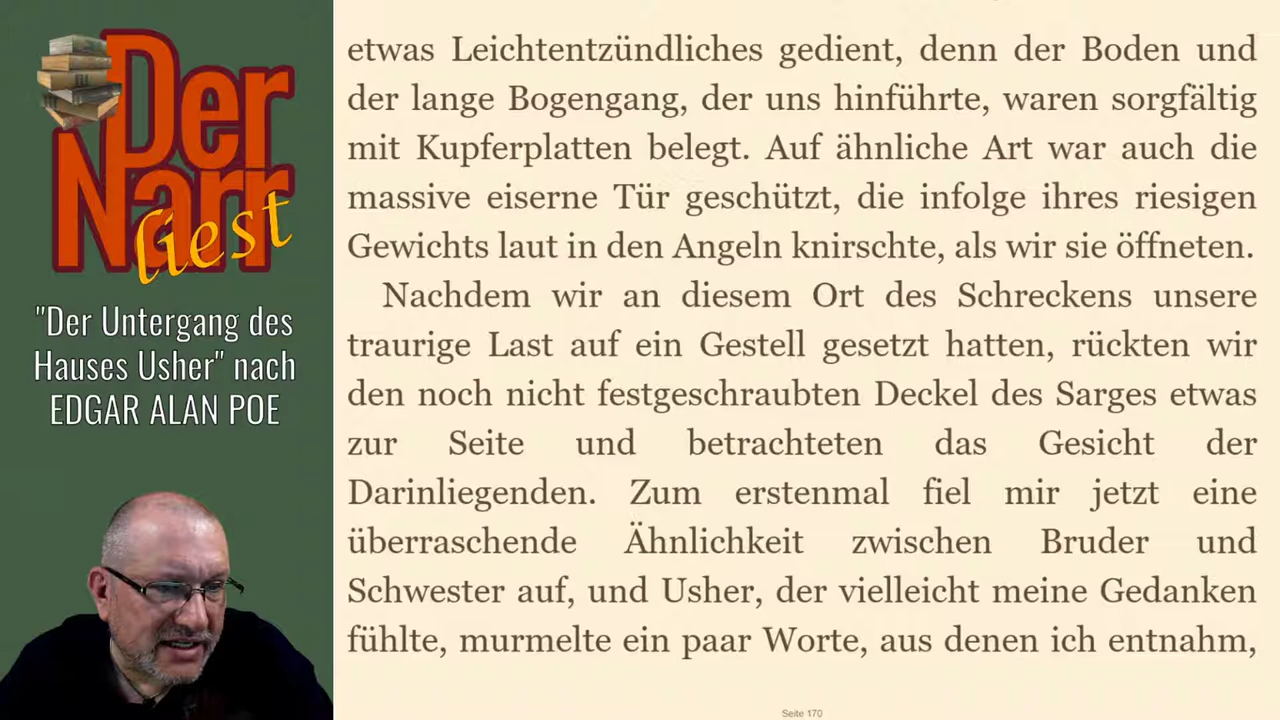 Der
Narr
liest
"Der Untergang des
Hauses Usher" nach
EDGAR ALAN POE
etwas Leichtentzündliches gedient, denn der Boden und
der lange Bogengang, der uns hinführte, waren sorgfältig
mit Kupferplatten belegt. Auf ähnliche Art war auch die
massive eiserne Tür geschützt, die infolge ihres riesigen
Gewichts laut in den Angeln knirschte, als wir sie öffneten.
Nachdem wir an diesem Ort des Schreckens unsere
traurige Last auf ein Gestell gesetzt hatten, rückten wir
den noch nicht festgeschraubten Deckel des Sarges etwas
zur Seite und betrachteten das Gesicht der
Darinliegenden. Zum erstenmal fiel mir jetzt eine
überraschende Ähnlichkeit zwischen Bruder und
Schwester auf, und Usher, der vielleicht meine Gedanken
fühlte, murmelte ein paar Worte, aus denen ich entnahm,
Seite 170